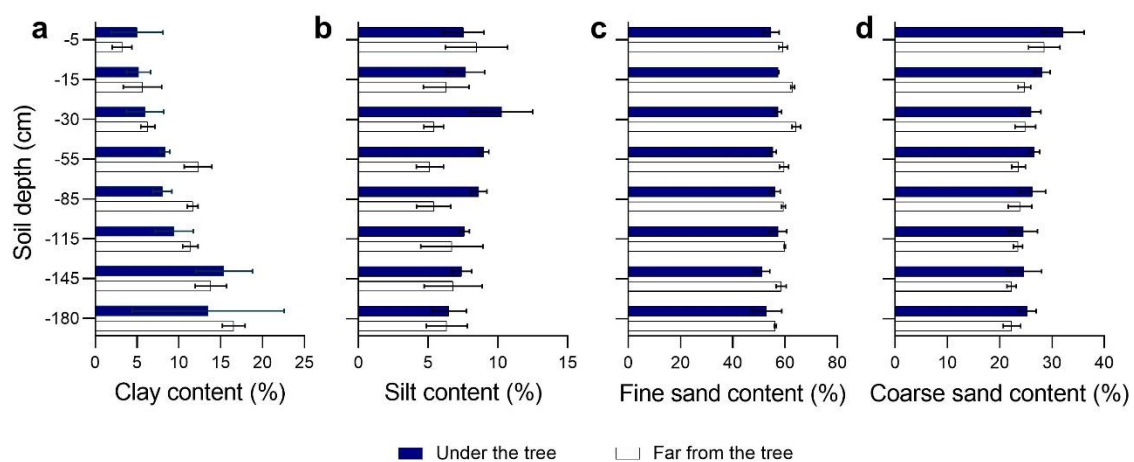 a
b
c
d
Soil depth (cm)
-5
-15
-30
-55
-85
-115
-145
-180
0 5 10 15 20 25
0 5 10 15
0 20 40 60 80
0 10 20 30 40
Clay content (%)
Silt content (%)
Fine sand content (%)
Coarse sand content (%)
Under the tree
Far from the tree